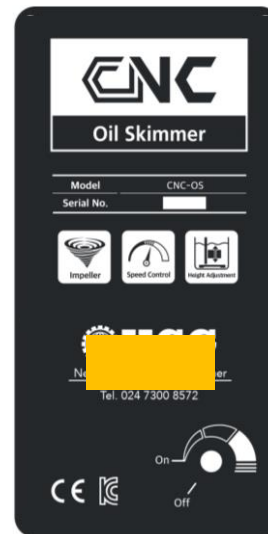 CNC
Oil Skimmer
Model CNC-OS
Serial No.
Impeller
Speed Control
Height Adjustment
Tel. 024 7300 8572
On
Off
CE